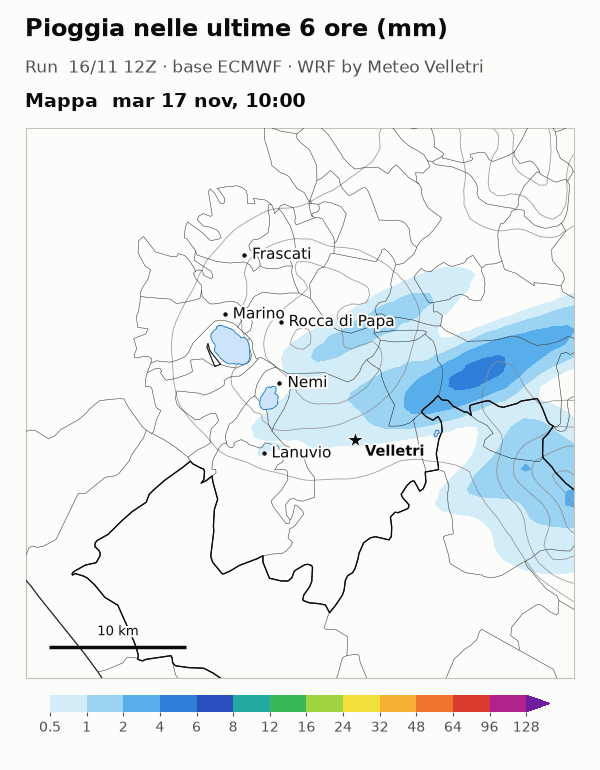 Pioggia nelle ultime 6 ore (mm)
Run  16/11 12Z · base ECMWF · WRF by Meteo Velletri
Mappa  mar 17 nov, 10:00
Frascati
Marino
Rocca di Papa
Nemi
Velletri
Lanuvio
10 km
0.5 1 2 4 6 8 12 16 24 32 48 64 96 128